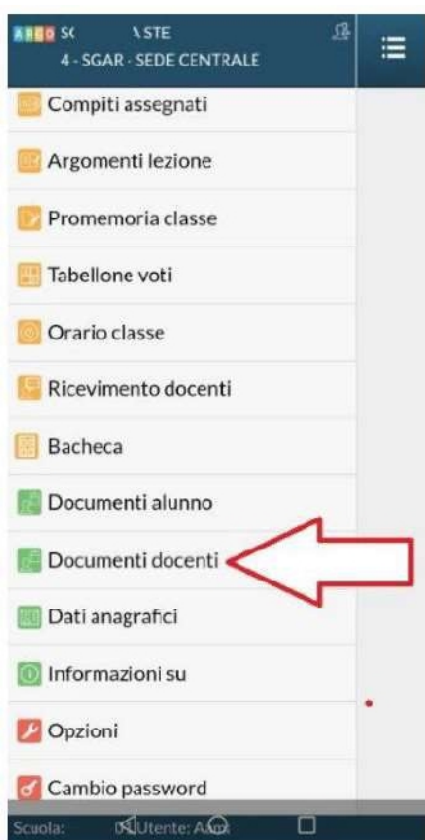 ARGO
4 - SGAR - SEDE CENTRALE
Compiti assegnati
Argomenti lezione
Promemoria classe
Tabellone voti
Orario classe
Ricevimento docenti
Bacheca
Documenti alunno
Documenti docenti
Dati anagrafici
Informazioni su
Opzioni
Cambio password
Scuola: Utente: